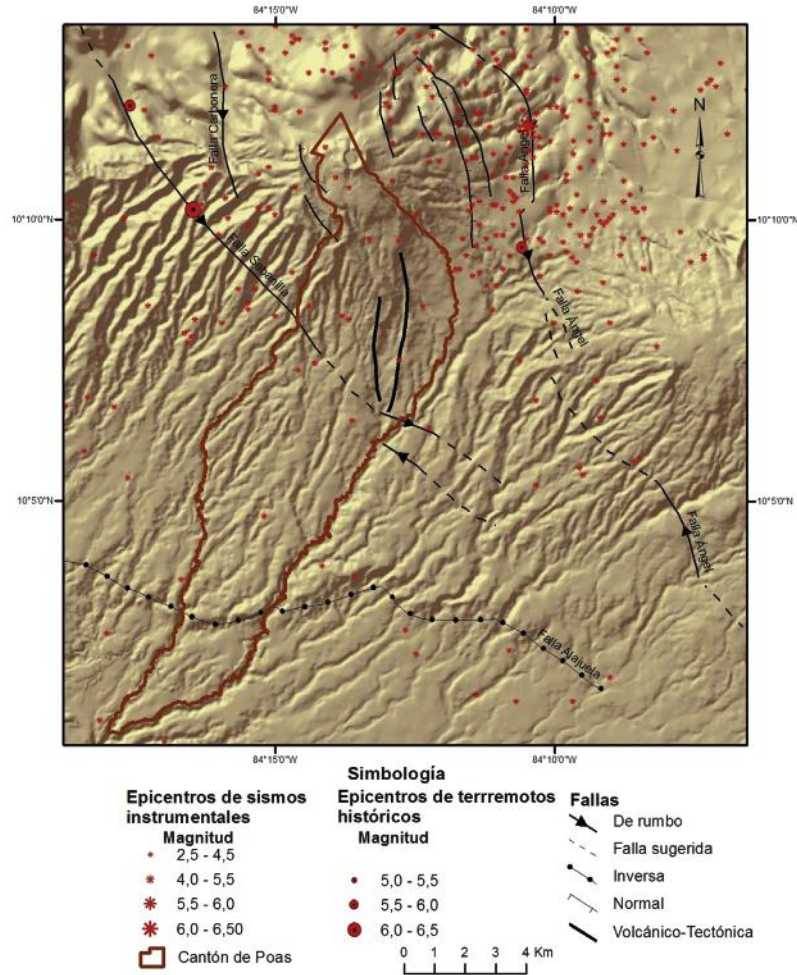 84°15'0"W 84°10'0"W
Falla Carbonera
N
Falla Ángel
10°10'0"N 10°10'0"N
Falla Sabanilla
Falla Ángel
10°5'0"N 10°5'0"N
Falla Ángel
Falla Alajuela
84°15'0"W 84°10'0"W
Simbología
Epicentros de sismos
instrumentales
Magnitud
2,5 - 4,5
4,0 - 5,5
5,5 - 6,0
6,0 - 6,50
Cantón de Poas
Epicentros de terrremotos
históricos
Magnitud
5,0 - 5,5
5,5 - 6,0
6,0 - 6,5
0 1 2 4 Km
Fallas
De rumbo
Falla sugerida
Inversa
Normal
Volcánico-Tectónica